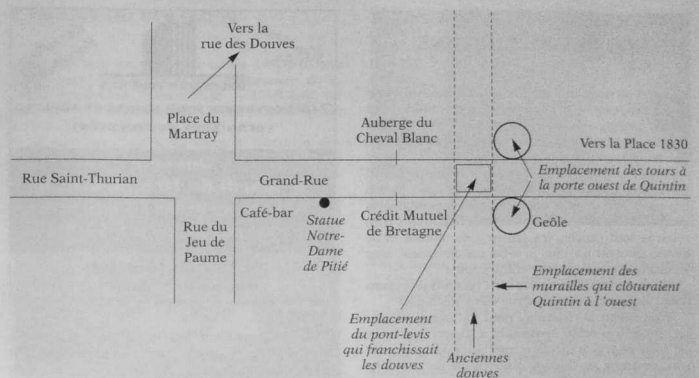 Vers la
rue des Douves
Place du
Martray
Auberge du
Cheval Blanc
Vers la Place 1830
Rue Saint-Thurian
Grand-Rue
Emplacement des tours à
la porte ouest de Quintin
Café-bar
Statue
Notre-
Dame
de Pitié
Crédit Mutuel
de Bretagne
Geôle
Rue du
Jeu de
Paume
Emplacement des
murailles qui clôturaient
Quintin à l'ouest
Emplacement
du pont-levis
qui franchissait
les douves
Anciennes
douves